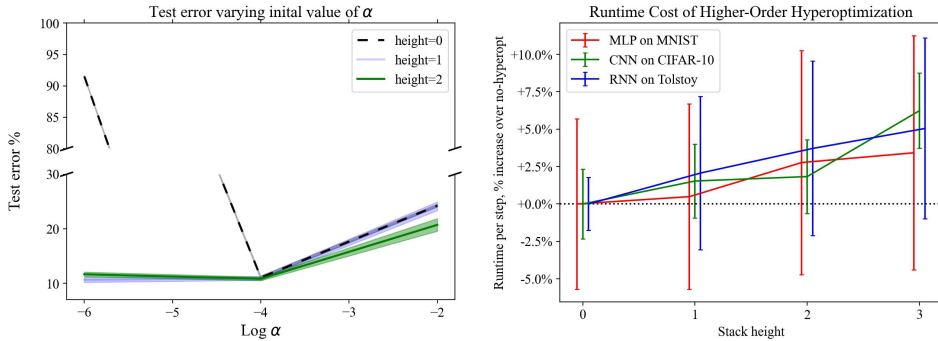 Test error varying inital value of α
100
95
90
85
80
30
20
10
Test error %
height=0
height=1
height=2
−6
−5
−4
−3
−2
Log α
Runtime Cost of Higher-Order Hyperoptimization
Runtime per step, % increase over no-hyperopt
+10.0%
+7.5%
+5.0%
+2.5%
+0.0%
-2.5%
-5.0%
MLP on MNIST
CNN on CIFAR-10
RNN on Tolstoy
0
1
2
3
Stack height